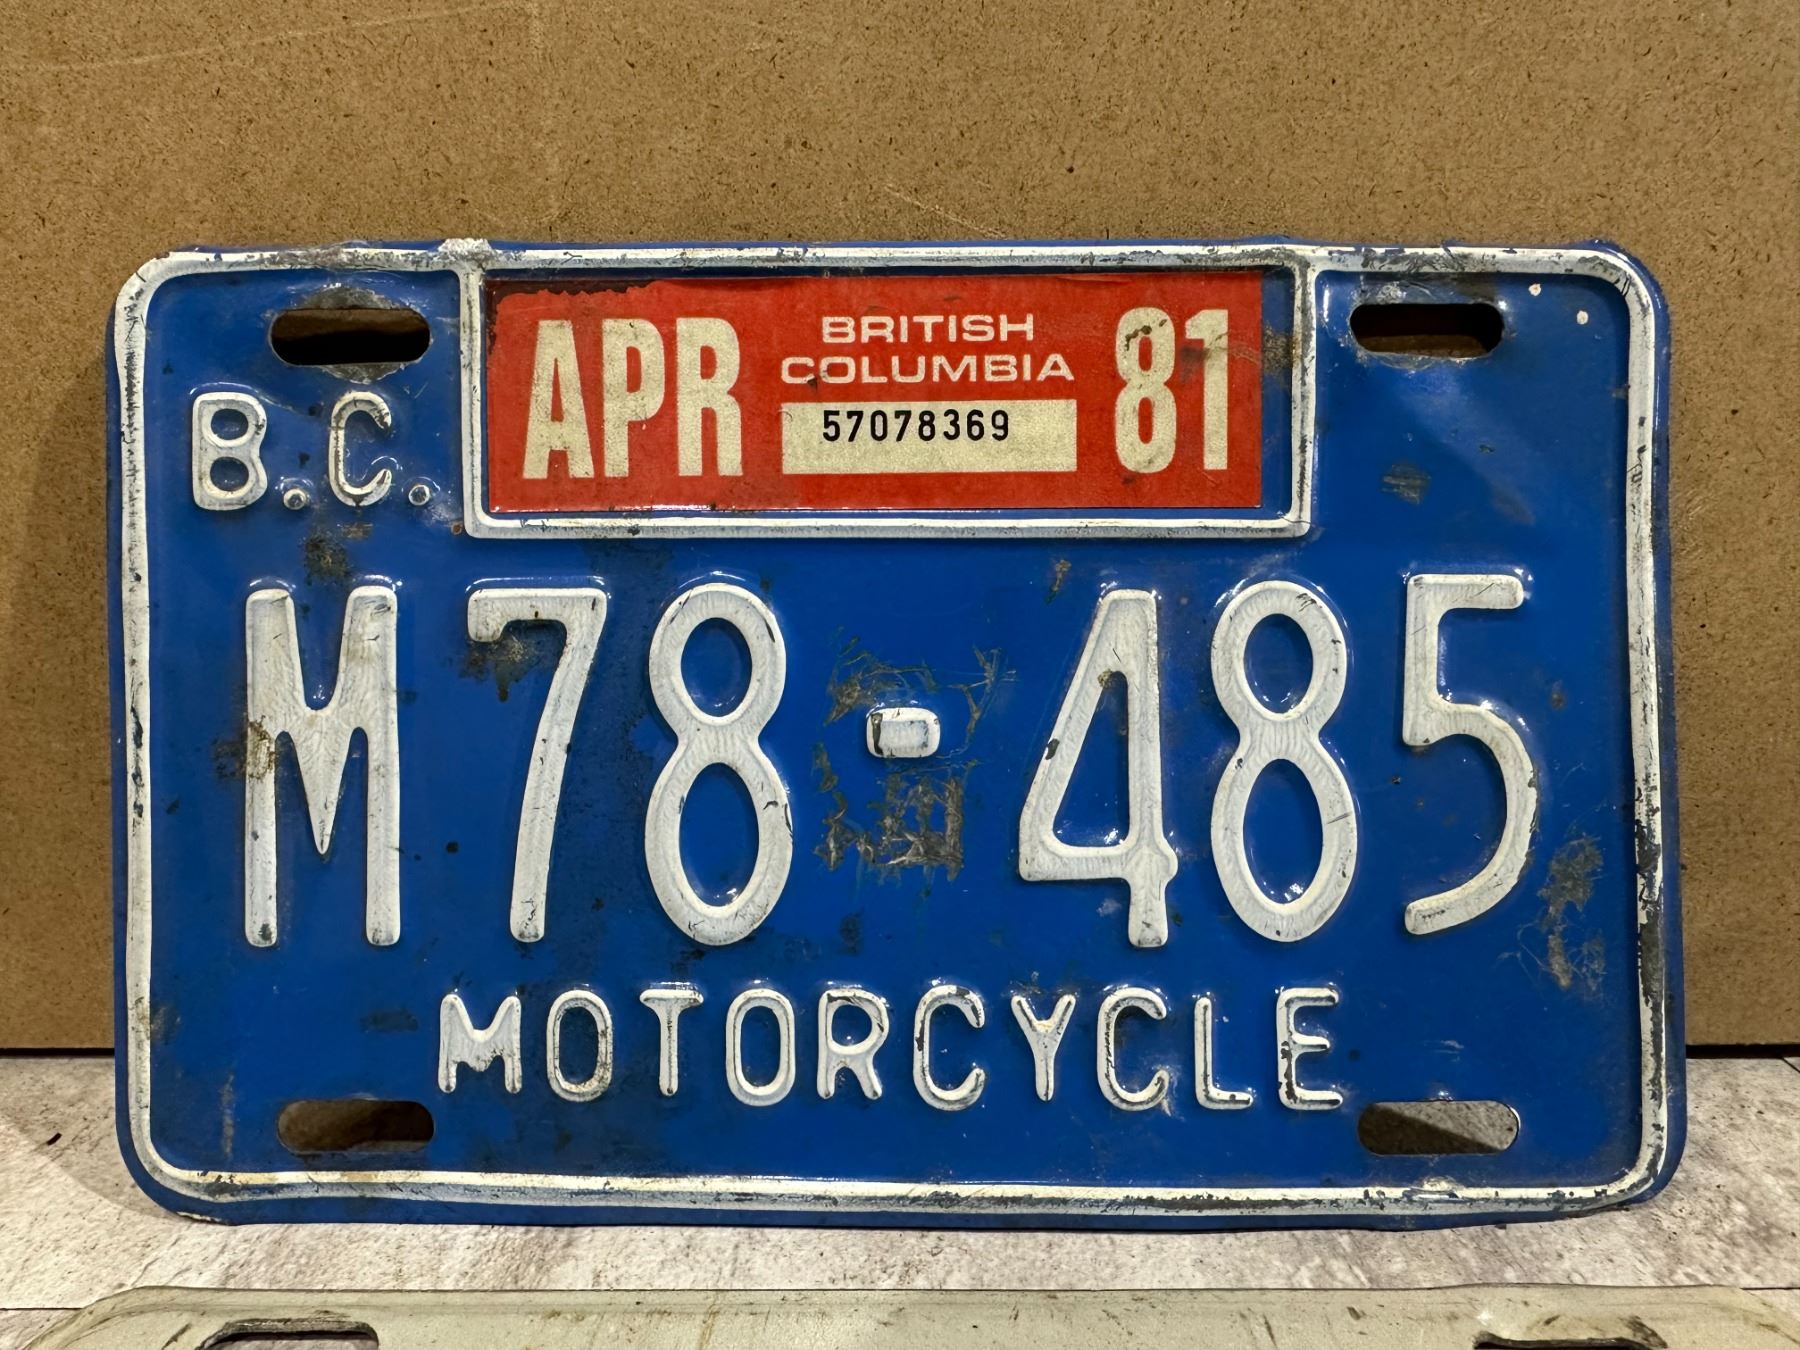 B.C.
APR
BRITISH
COLUMBIA
57078369
81
M78-485
MOTORCYCLE